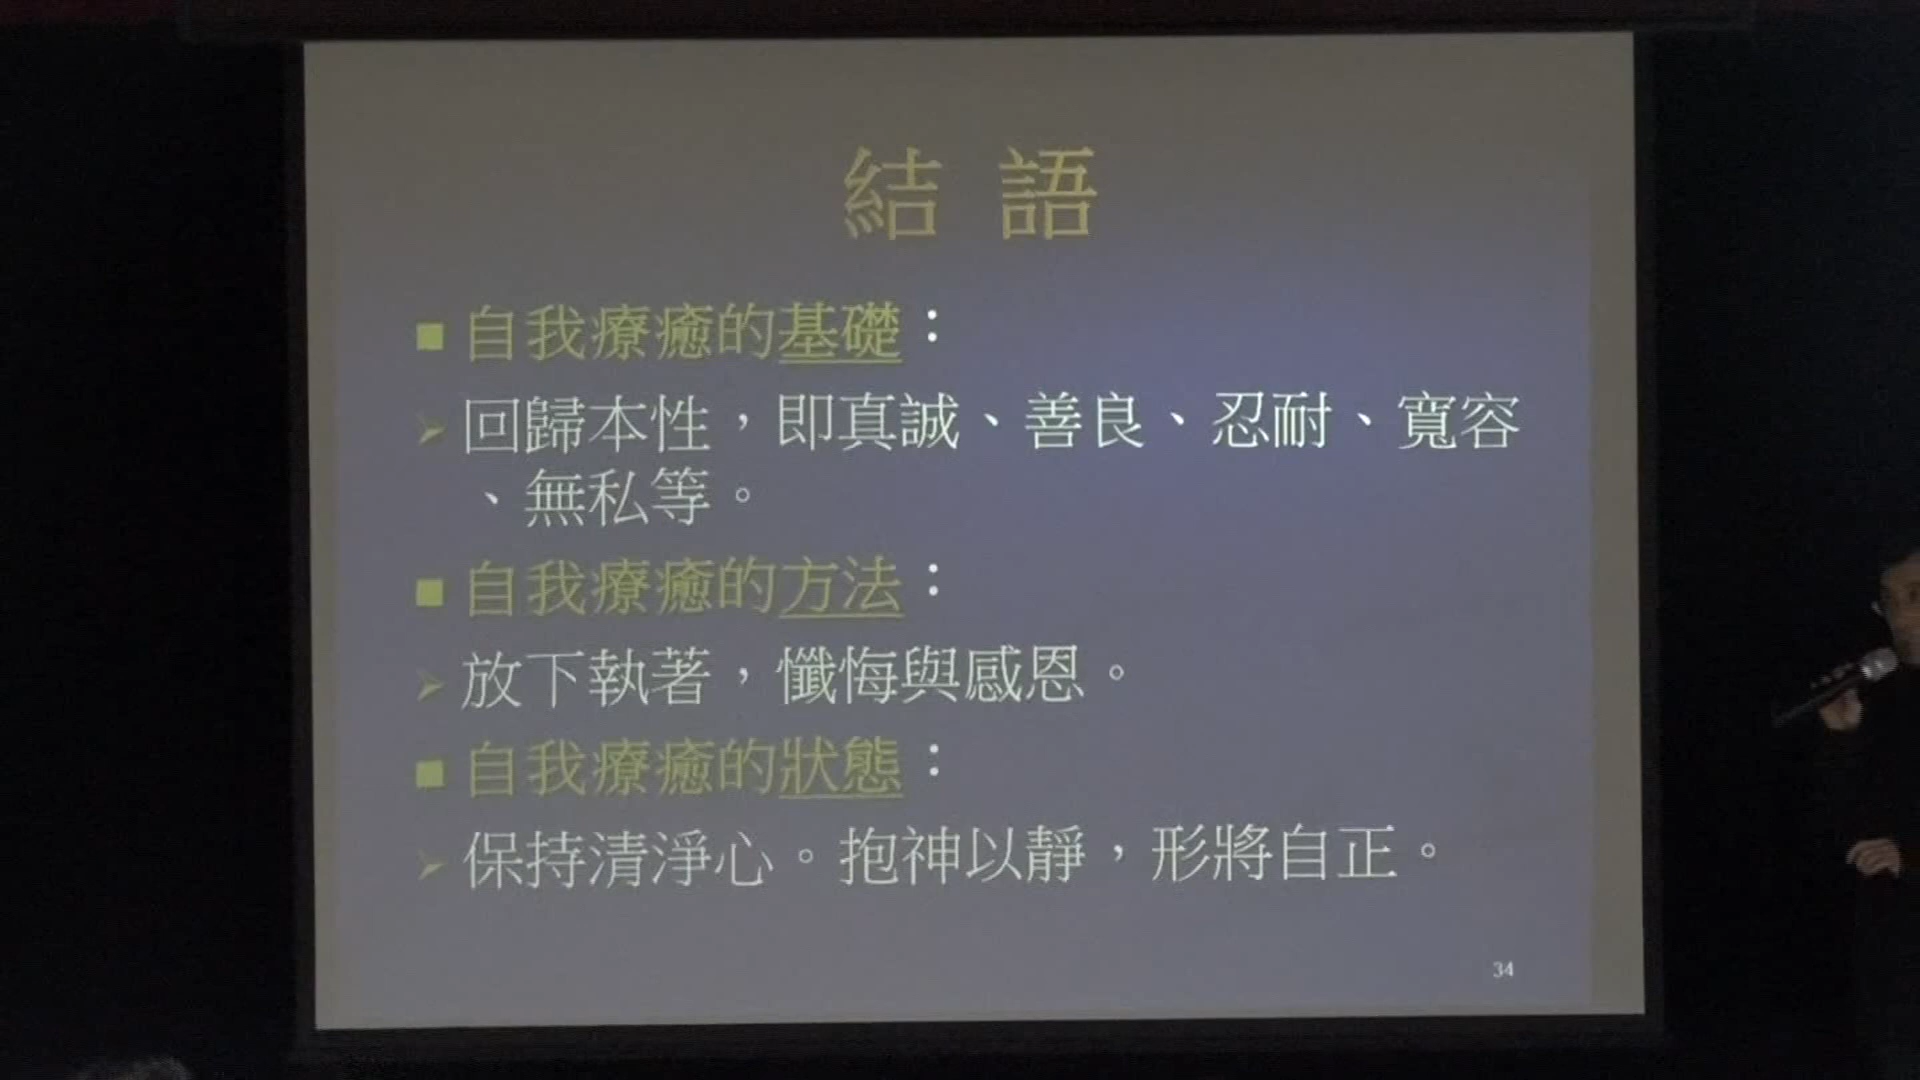 結語
■自我療癒的基礎：
➢回歸本性，即真誠、善良、忍耐、寬容
、無私等。
■自我療癒的方法：
➢放下執著，懺悔與感恩。
■自我療癒的狀態：
➢保持清淨心。抱神以靜，形將自正。
34